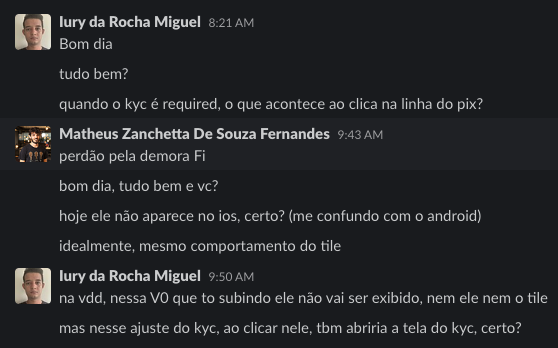 Iury da Rocha Miguel 8:21 AM
Bom dia
tudo bem?
quando o kyc é required, o que acontece ao clica na linha do pix?
Matheus Zanchetta De Souza Fernandes 9:43 AM
perdão pela demora Fi
bom dia, tudo bem e vc?
hoje ele não aparece no ios, certo? (me confundo com o android)
idealmente, mesmo comportamento do tile
Iury da Rocha Miguel 9:50 AM
na vdd, nessa V0 que to subindo ele não vai ser exibido, nem ele nem o tile
mas nesse ajuste do kyc, ao clicar nele, tbm abriria a tela do kyc, certo?